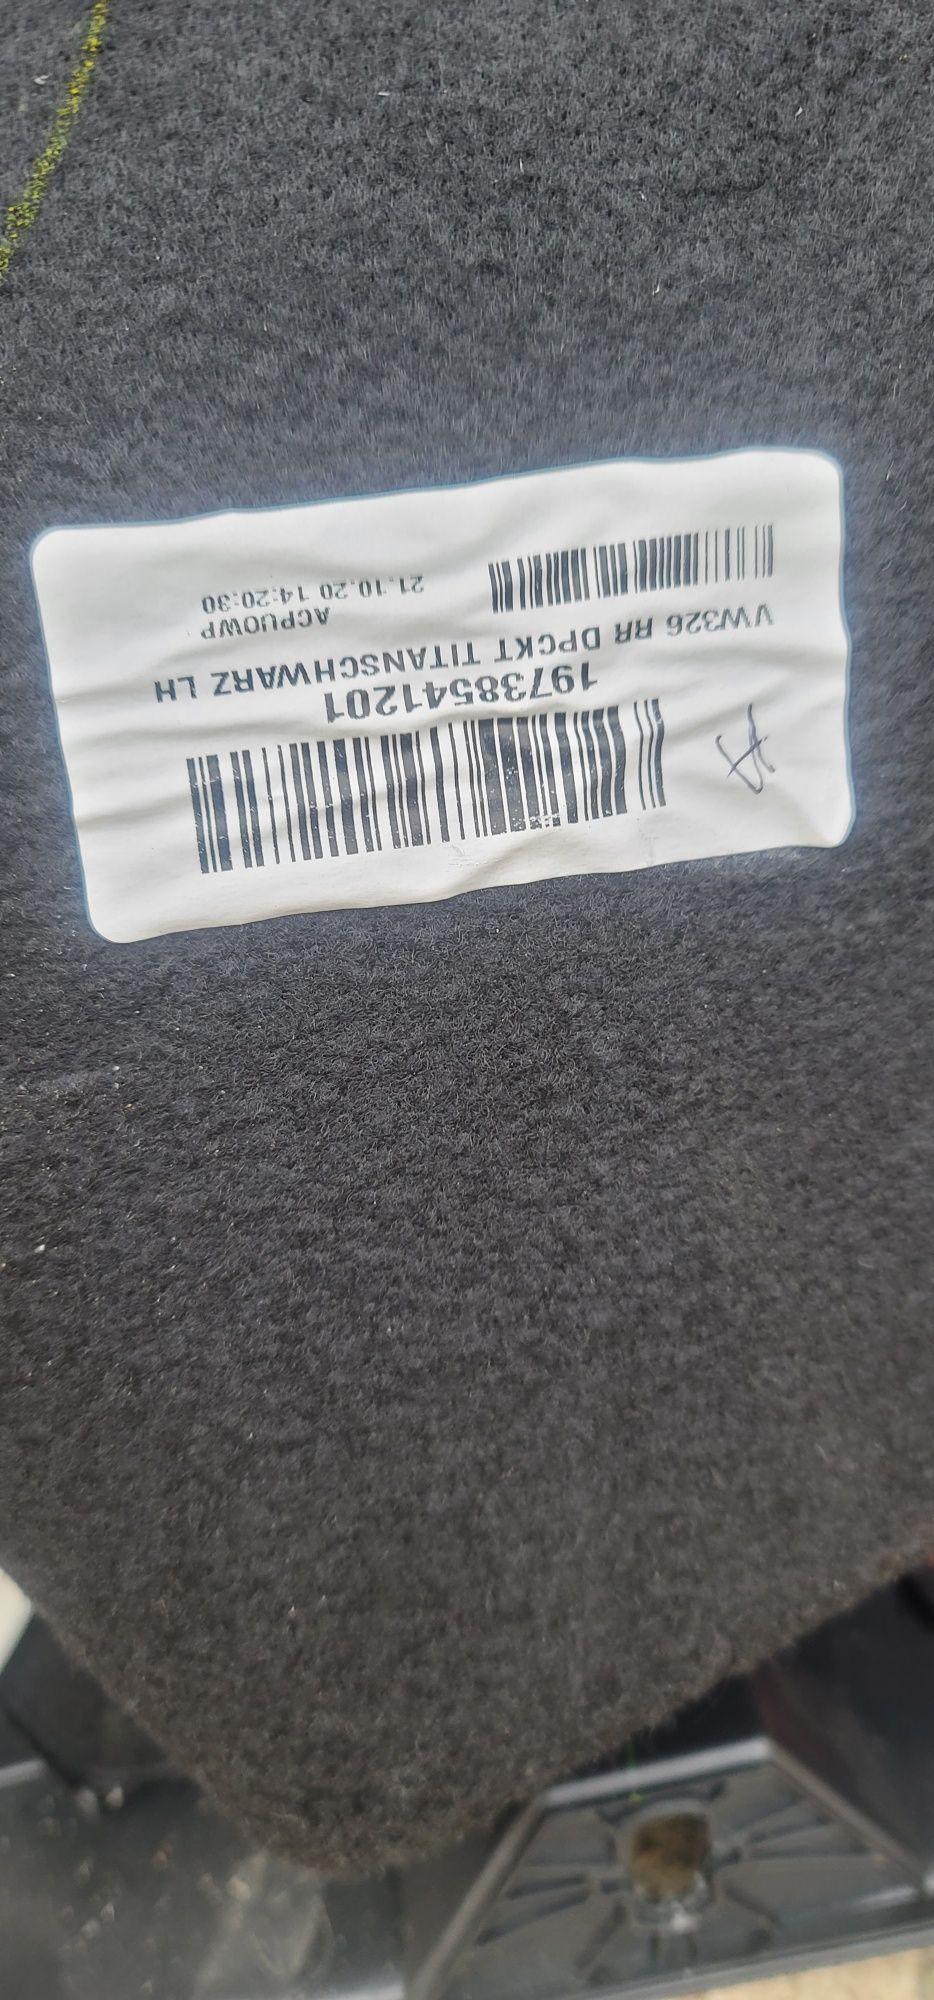 19738541201
VW326 RR DPCKT TITANSCHWARZ LH
ACPUOWP
21.10.20 14:20:30